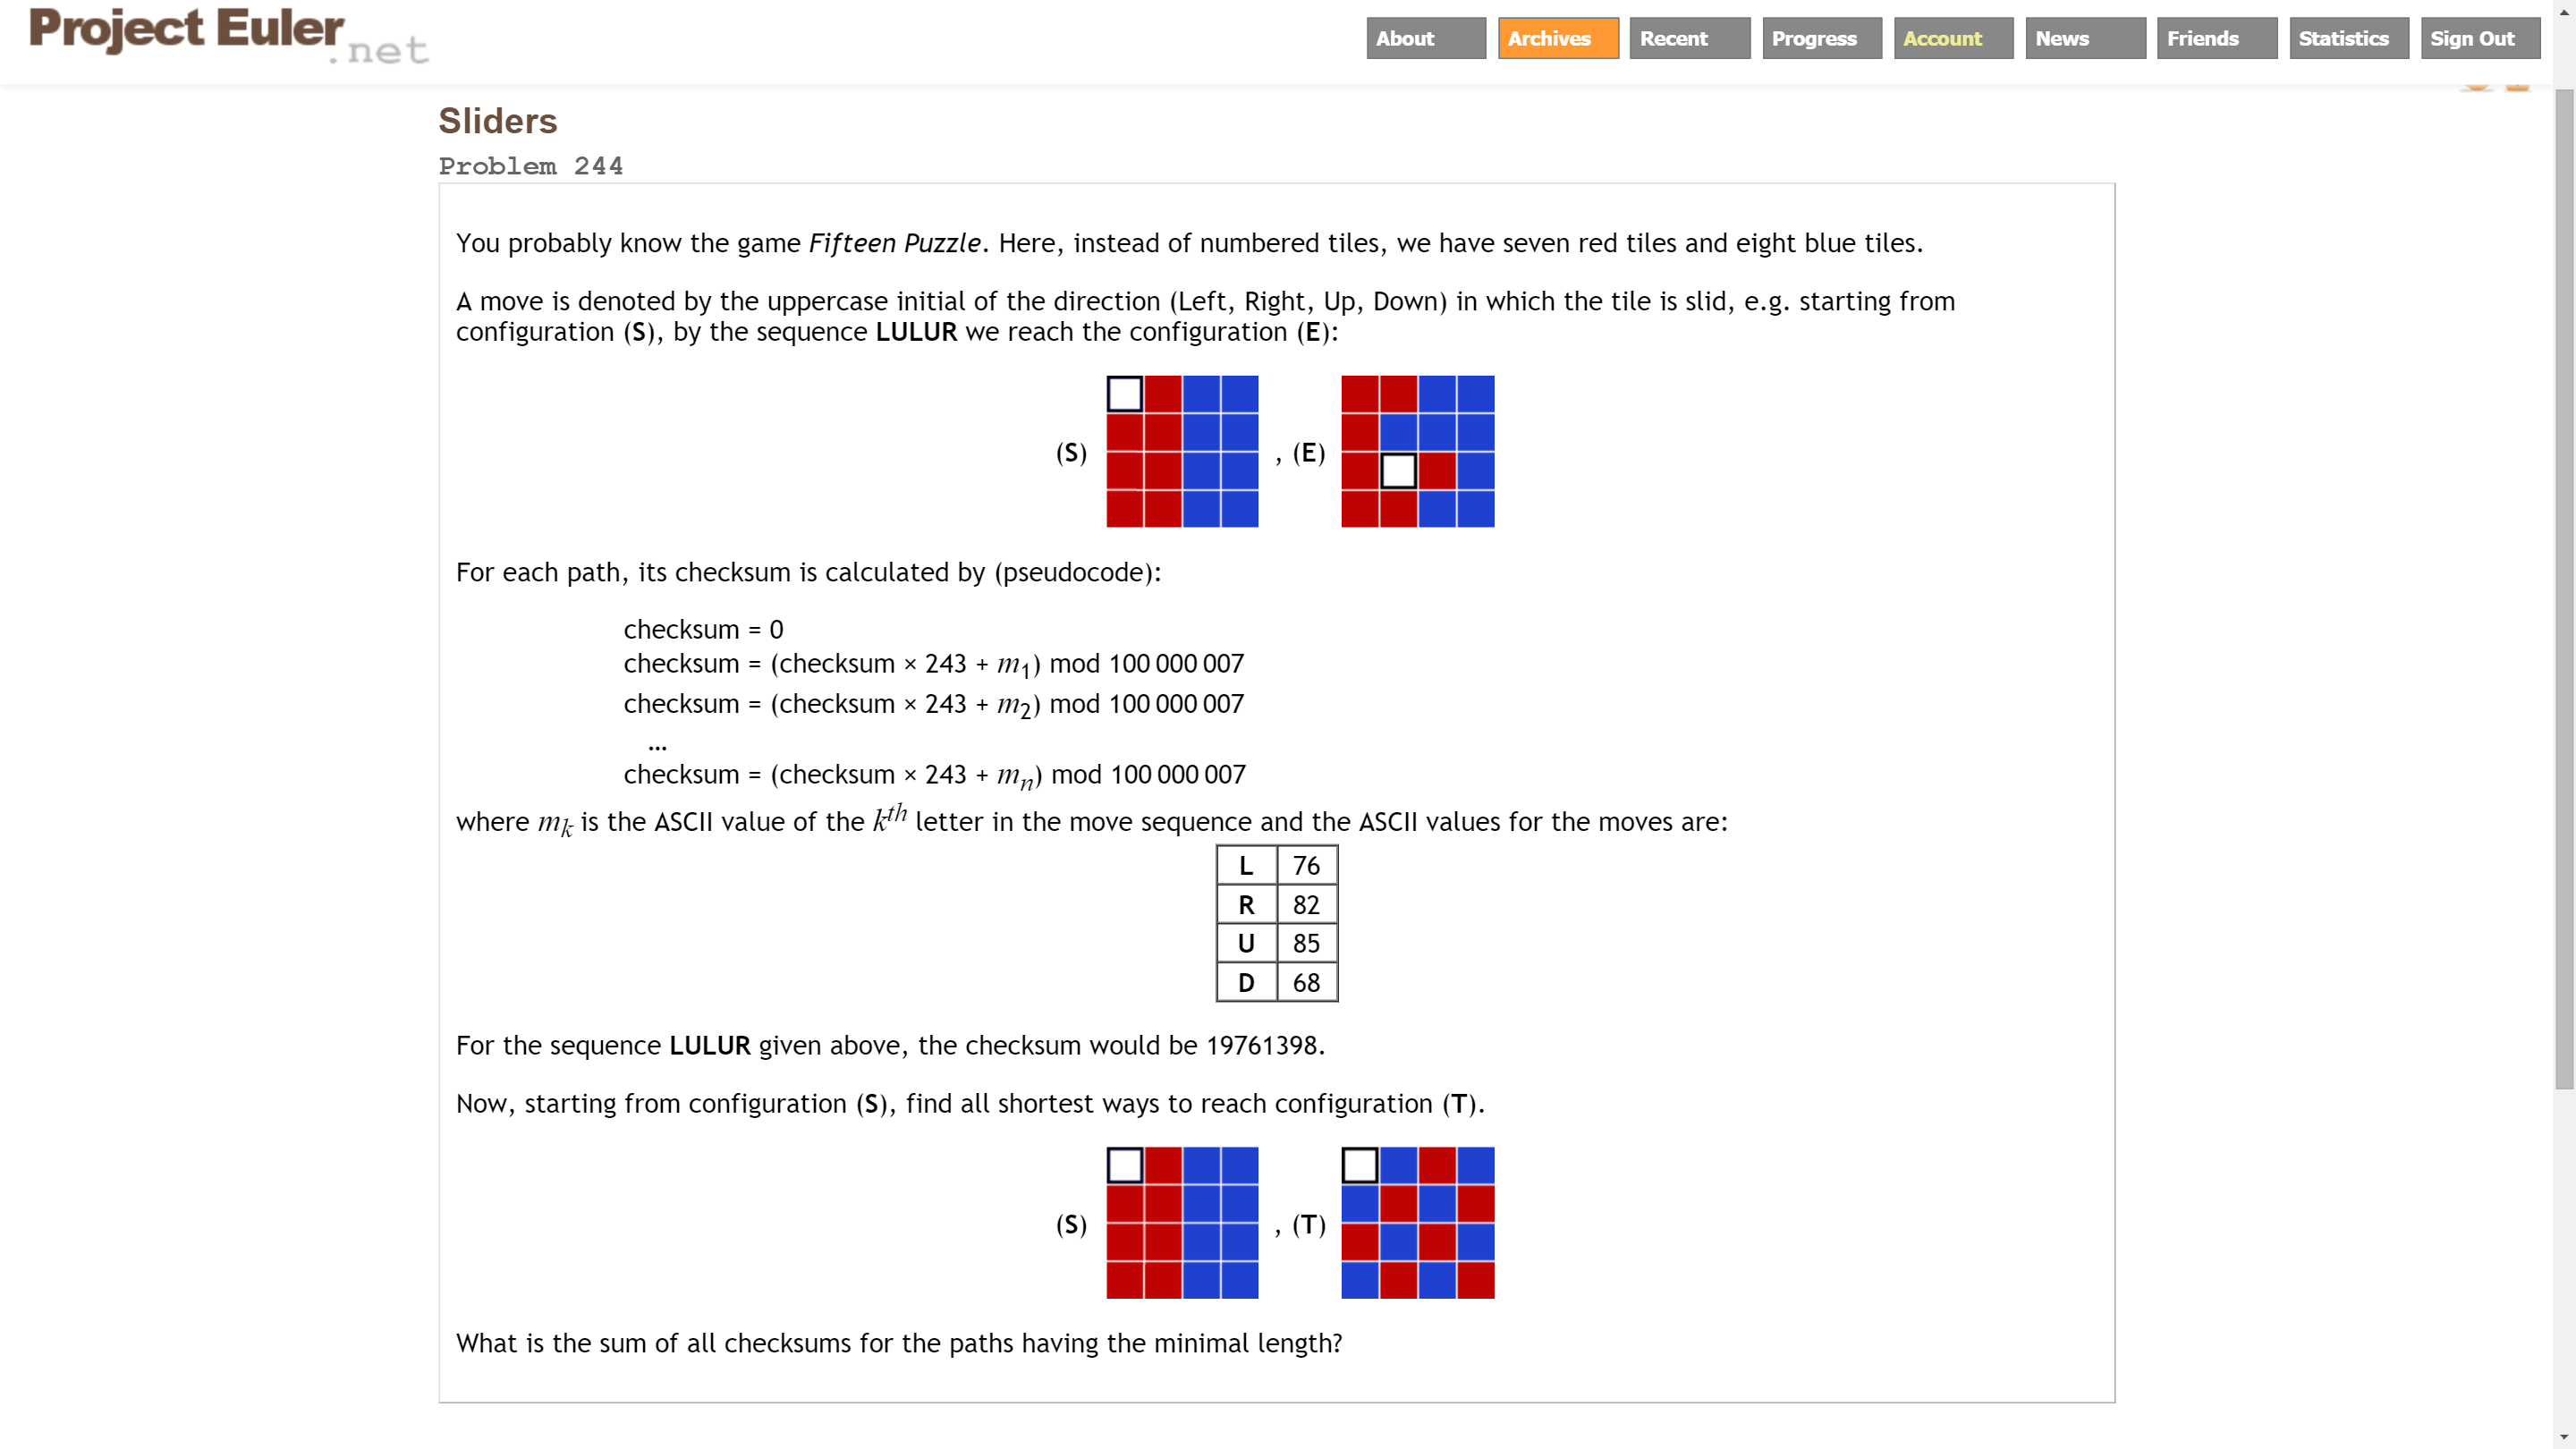 Project Euler.net
About Archives Recent Progress Account News Friends Statistics Sign Out
Sliders
Problem 244
You probably know the game Fifteen Puzzle. Here, instead of numbered tiles, we have seven red tiles and eight blue tiles.
A move is denoted by the uppercase initial of the direction (Left, Right, Up, Down) in which the tile is slid, e.g. starting from
configuration (S), by the sequence LULUR we reach the configuration (E):
(S) , (E)
For each path, its checksum is calculated by (pseudocode):
checksum = 0
checksum = (checksum × 243 + m1) mod 100 000 007
checksum = (checksum × 243 + m2) mod 100 000 007
…
checksum = (checksum × 243 + mn) mod 100 000 007
where mk is the ASCII value of the kth letter in the move sequence and the ASCII values for the moves are:
L 76
R 82
U 85
D 68
For the sequence LULUR given above, the checksum would be 19761398.
Now, starting from configuration (S), find all shortest ways to reach configuration (T).
(S) , (T)
What is the sum of all checksums for the paths having the minimal length?